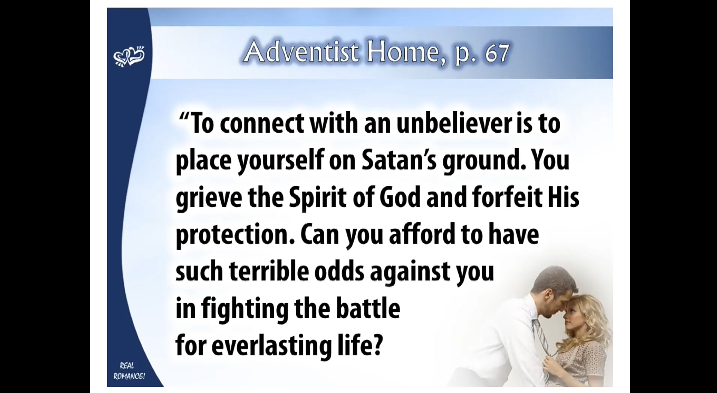 Adventist Home, p. 67
“To connect with an unbeliever is to
place yourself on Satan’s ground. You
grieve the Spirit of God and forfeit His
protection. Can you afford to have
such terrible odds against you
in fighting the battle
for everlasting life?
REAL
ROMANCE!